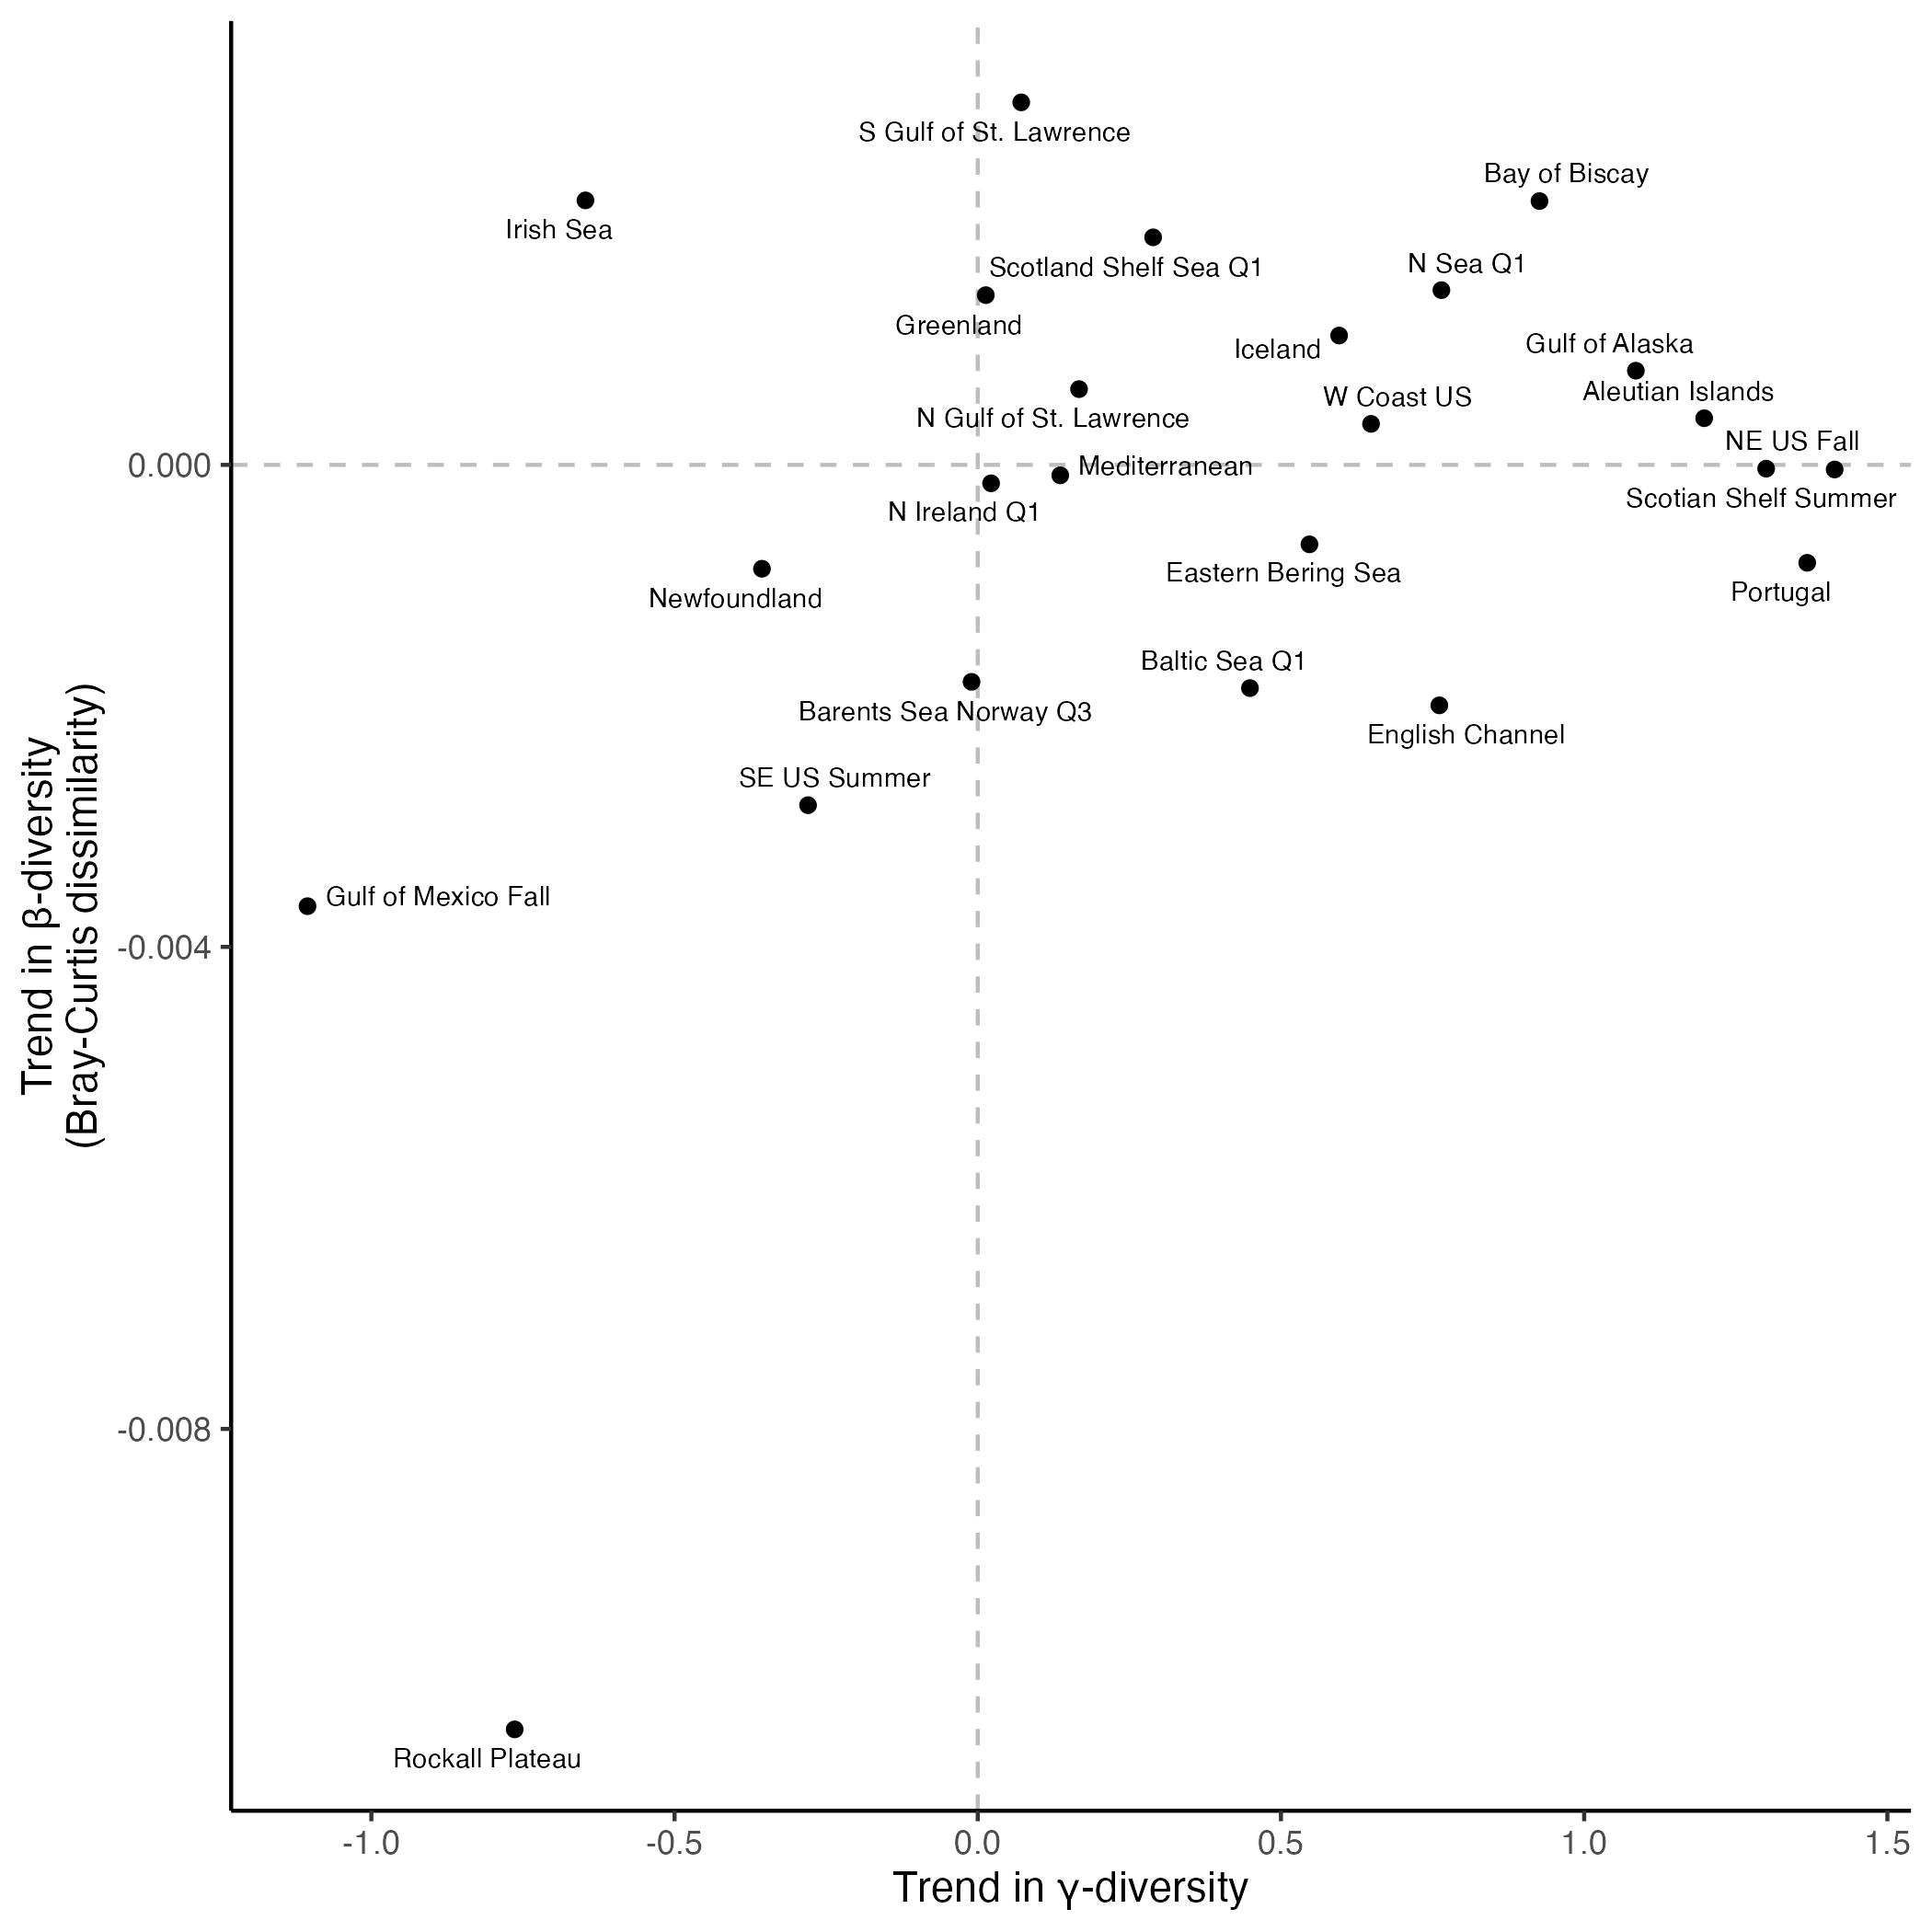 S Gulf of St. Lawrence
Bay of Biscay
Irish Sea
N Sea Q1
Scotland Shelf Sea Q1
Greenland
Gulf of Alaska
Iceland
Aleutian Islands
W Coast US
N Gulf of St. Lawrence
NE US Fall
0.000
Mediterranean
Scotian Shelf Summer
N Ireland Q1
Eastern Bering Sea
Portugal
Newfoundland
Baltic Sea Q1
Barents Sea Norway Q3
English Channel
SE US Summer
Gulf of Mexico Fall
-0.004
Trend in β-diversity
(Bray-Curtis dissimilarity)
-0.008
Rockall Plateau
-1.0
-0.5
0.0
0.5
1.0
1.5
Trend in γ-diversity